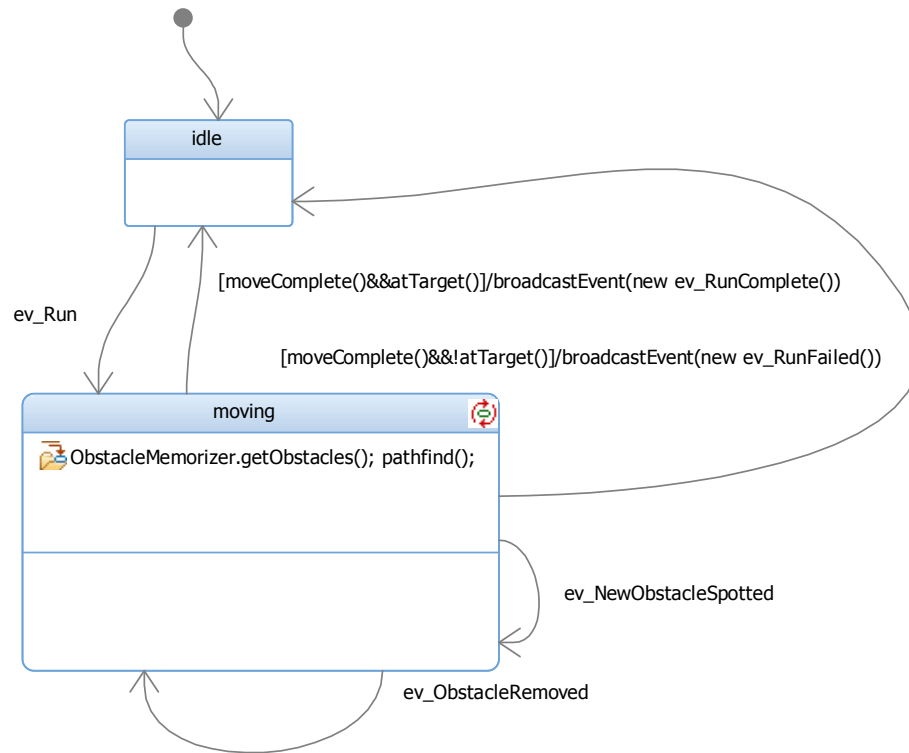 idle
[moveComplete()&&atTarget()]/broadcastEvent(new ev_RunComplete())
ev_Run
[moveComplete()&&!atTarget()]/broadcastEvent(new ev_RunFailed())
moving
ObstacleMemorizer.getObstacles(); pathfind();
ev_NewObstacleSpotted
ev_ObstacleRemoved